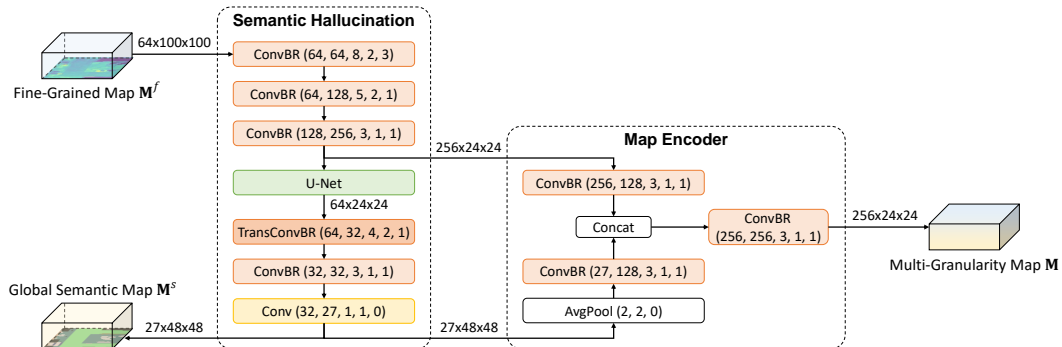 Semantic Hallucination
64x100x100
ConvBR (64, 64, 8, 2, 3)
Fine-Grained Map M^f
ConvBR (64, 128, 5, 2, 1)
ConvBR (128, 256, 3, 1, 1)
256x24x24
Map Encoder
U-Net
64x24x24
ConvBR (256, 128, 3, 1, 1)
TransConvBR (64, 32, 4, 2, 1)
Concat
ConvBR
(256, 256, 3, 1, 1)
256x24x24
ConvBR (32, 32, 3, 1, 1)
ConvBR (27, 128, 3, 1, 1)
Multi-Granularity Map M
Global Semantic Map M^s
Conv (32, 27, 1, 1, 0)
AvgPool (2, 2, 0)
27x48x48
27x48x48